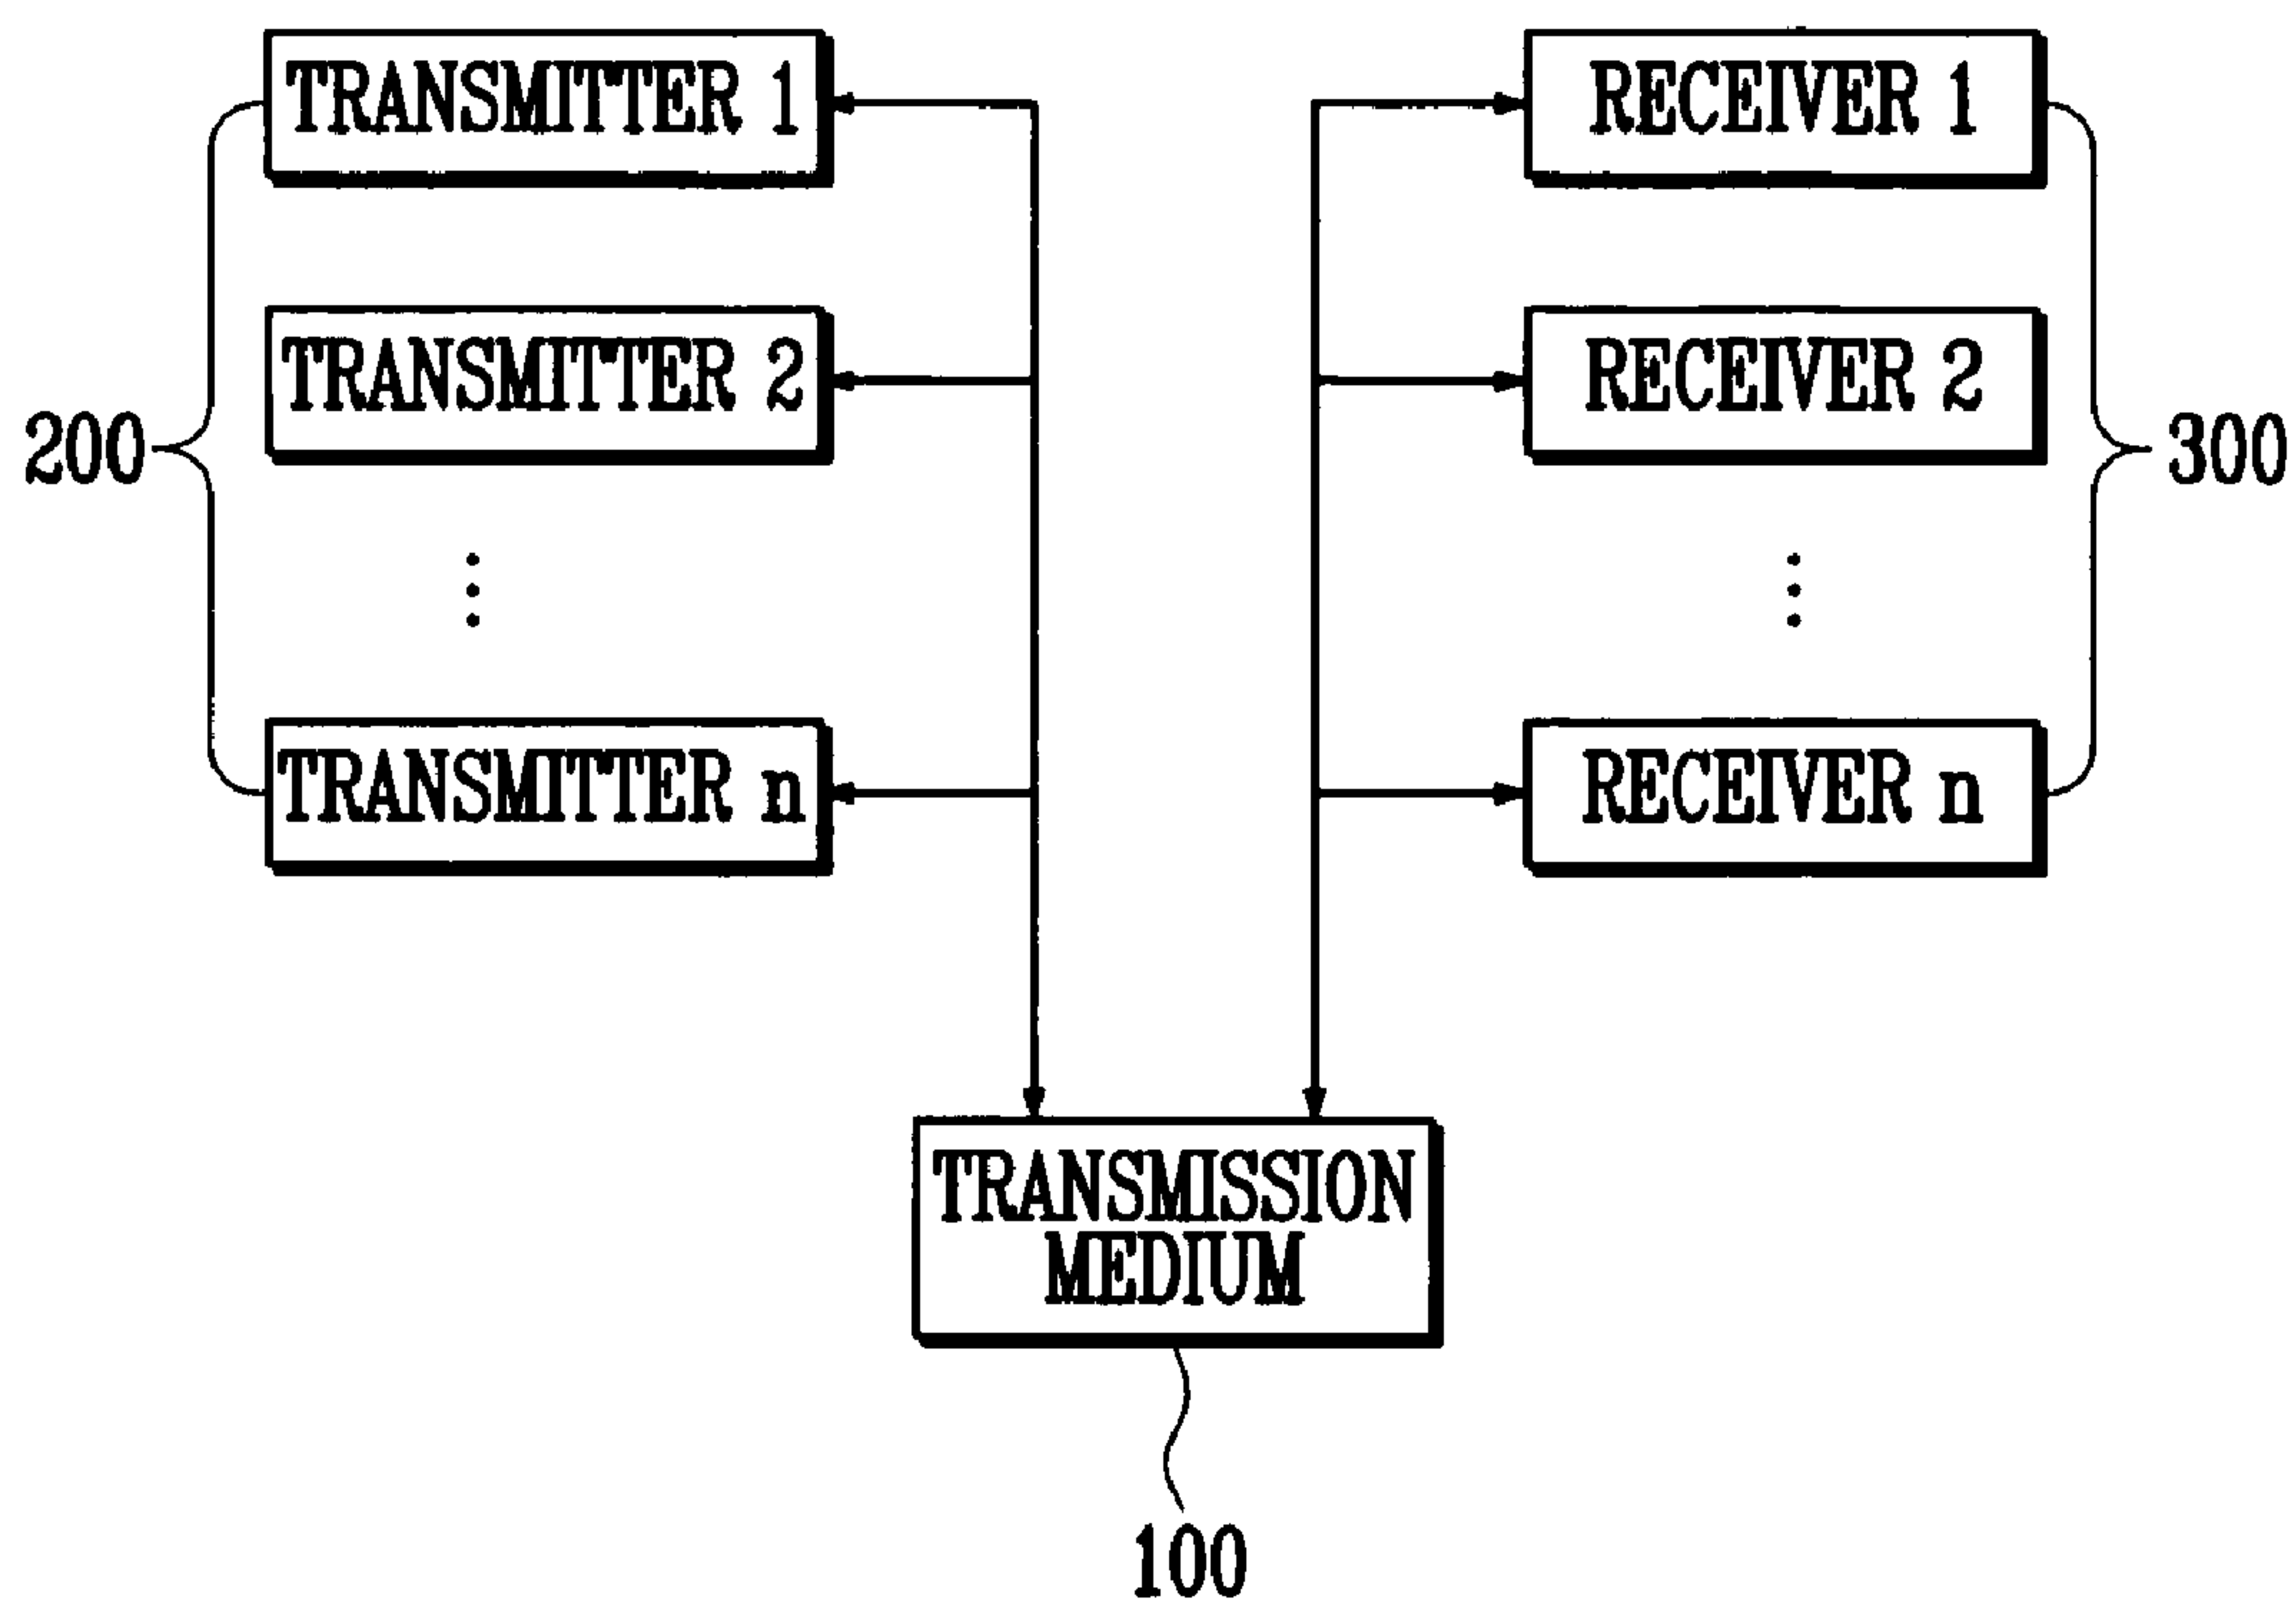 TRANSMITTER 1
RECEIVER 1
TRANSMITTER 2
RECEIVER 2
200
300
TRANSMITTER n
RECEIVER n
TRANSMISSION
MEDIUM
100